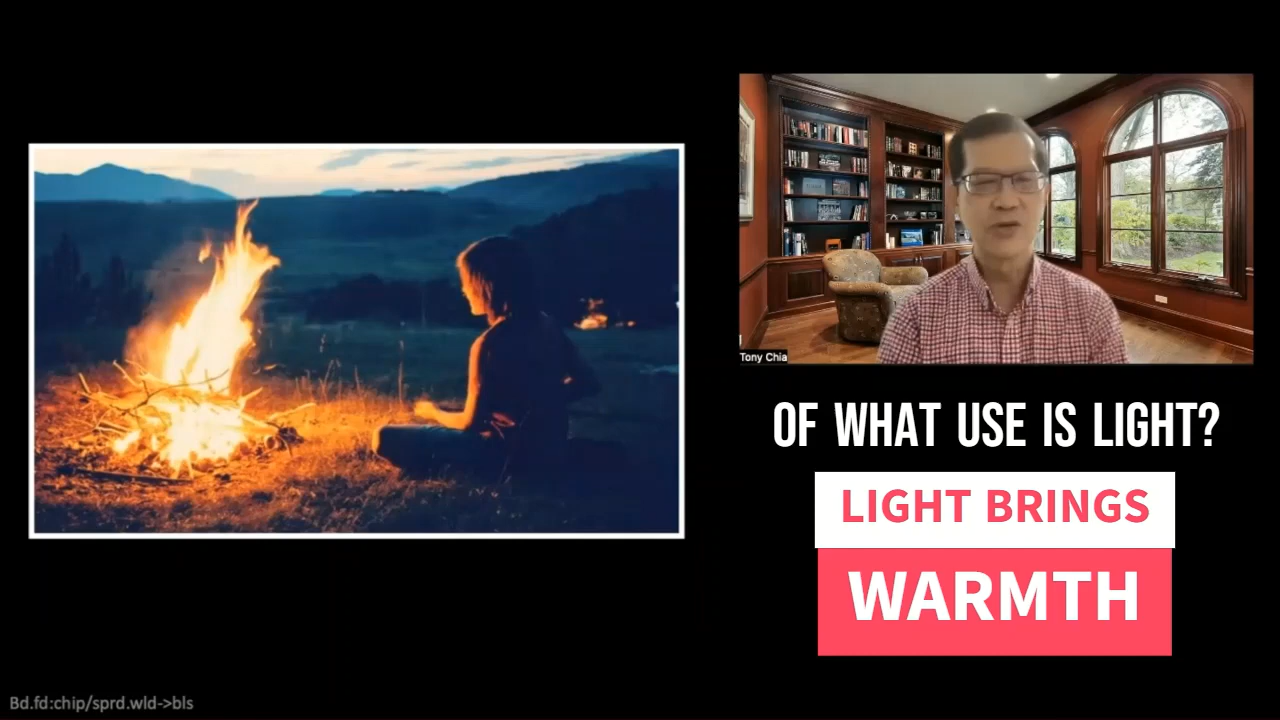 Tony Chia
OF WHAT USE IS LIGHT?
LIGHT BRINGS
WARMTH
Bd.fd:chip/sprd.wld->bls